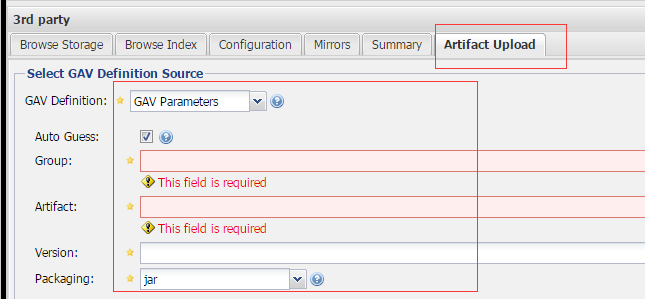 3rd party
Browse Storage Browse Index Configuration Mirrors Summary Artifact Upload
Select GAV Definition Source
GAV Definition: GAV Parameters
Auto Guess:
Group:
This field is required
Artifact:
This field is required
Version:
Packaging: jar